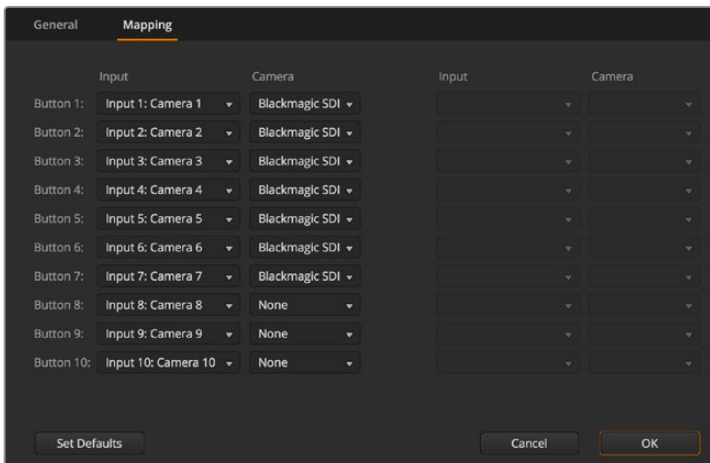 General Mapping
Input Camera Input Camera
Button 1: Input 1: Camera 1 Blackmagic SDI
Button 2: Input 2: Camera 2 Blackmagic SDI
Button 3: Input 3: Camera 3 Blackmagic SDI
Button 4: Input 4: Camera 4 Blackmagic SDI
Button 5: Input 5: Camera 5 Blackmagic SDI
Button 6: Input 6: Camera 6 Blackmagic SDI
Button 7: Input 7: Camera 7 Blackmagic SDI
Button 8: Input 8: Camera 8 None
Button 9: Input 9: Camera 9 None
Button 10: Input 10: Camera 10 None
Set Defaults Cancel OK